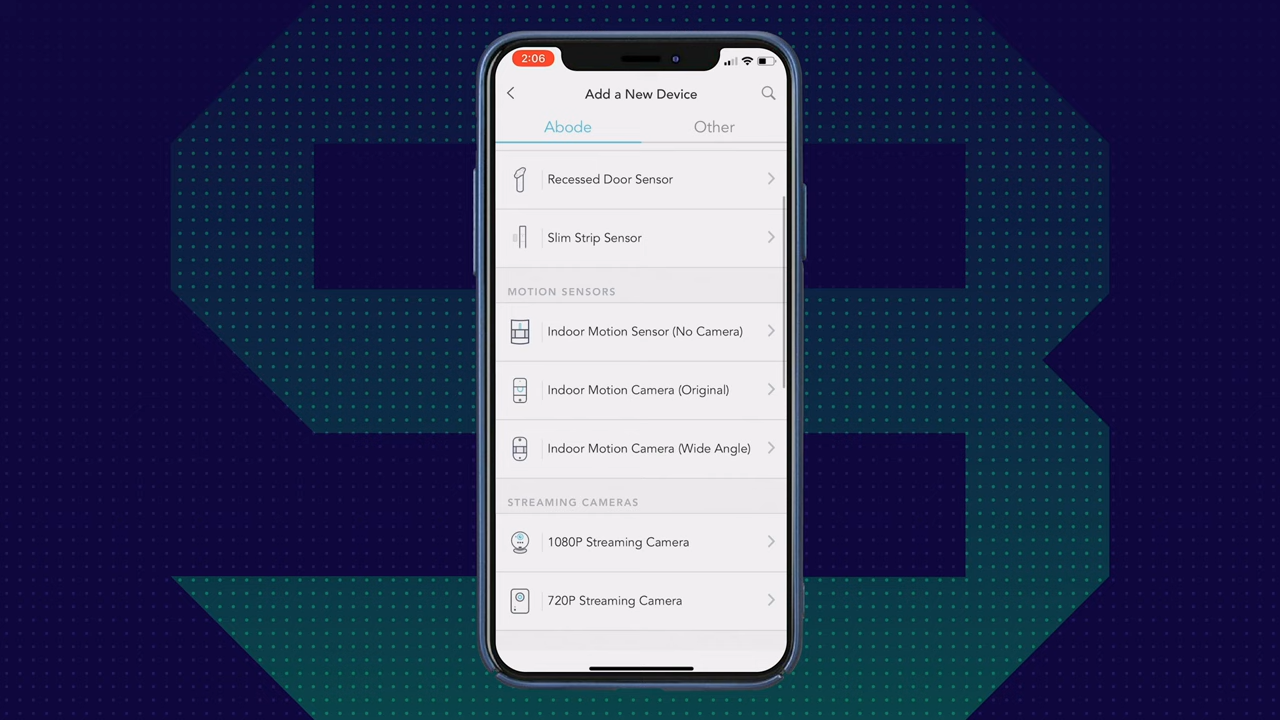 2:06
Add a New Device
Abode
Other
Recessed Door Sensor
Slim Strip Sensor
MOTION SENSORS
Indoor Motion Sensor (No Camera)
Indoor Motion Camera (Original)
Indoor Motion Camera (Wide Angle)
STREAMING CAMERAS
1080P Streaming Camera
720P Streaming Camera